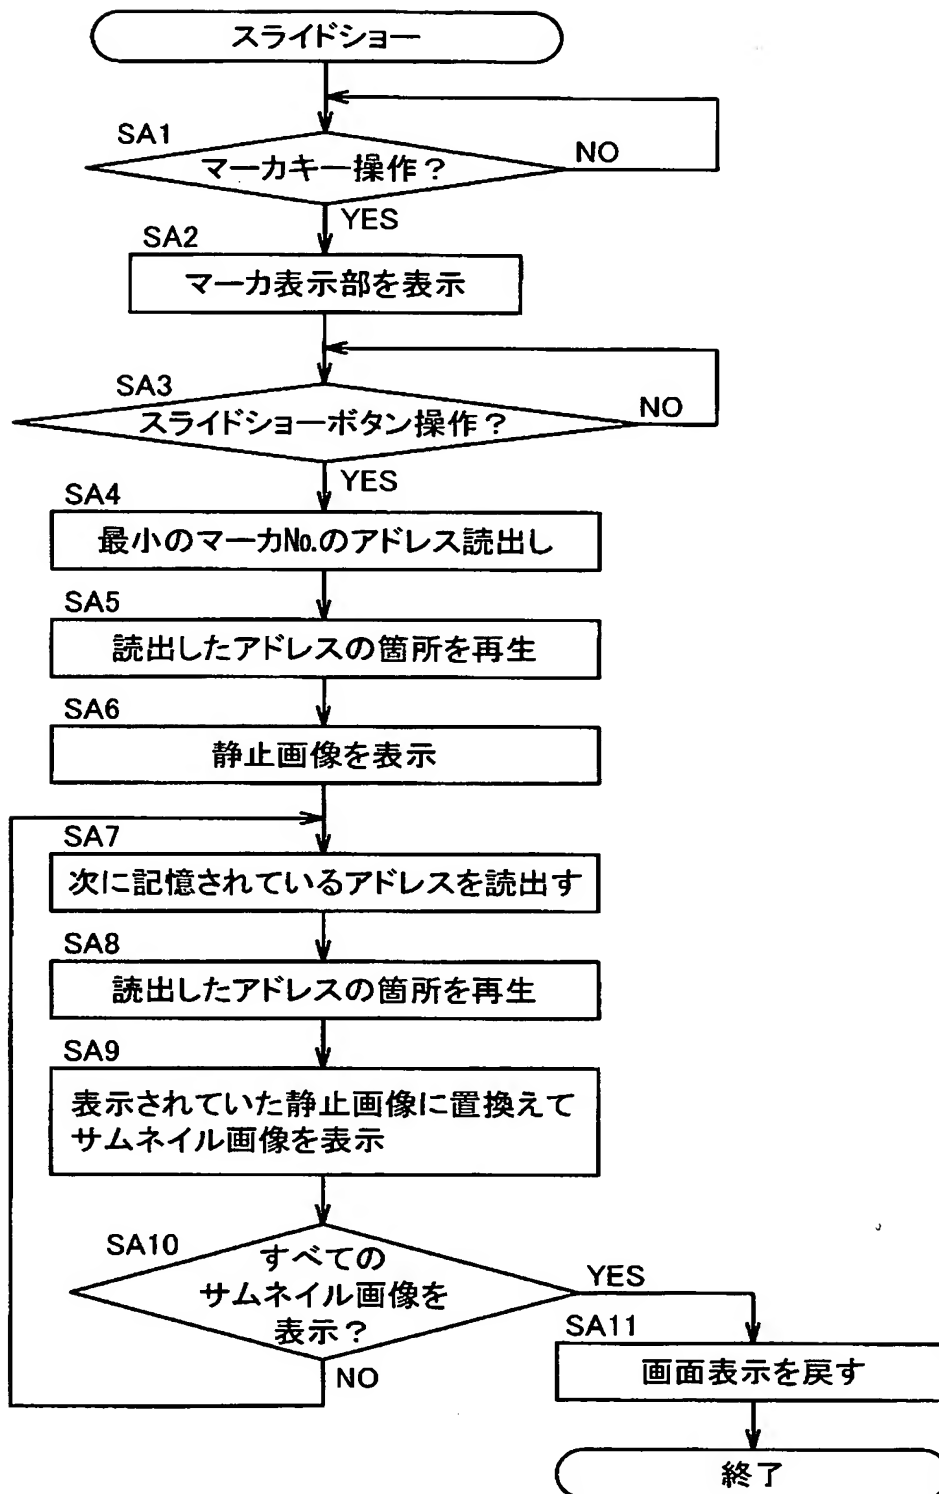 スライドショー
SA1
マーカキー操作？
NO
YES
SA2
マーカ表示部を表示
SA3
スライドショーボタン操作？
NO
YES
SA4
最小のマーカNo.のアドレス読出し
SA5
読出したアドレスの箇所を再生
SA6
静止画像を表示
SA7
次に記憶されているアドレスを読出す
SA8
読出したアドレスの箇所を再生
SA9
表示されていた静止画像に置換えて
サムネイル画像を表示
SA10
すべての
サムネイル画像を
表示？
YES
NO
SA11
画面表示を戻す
終了